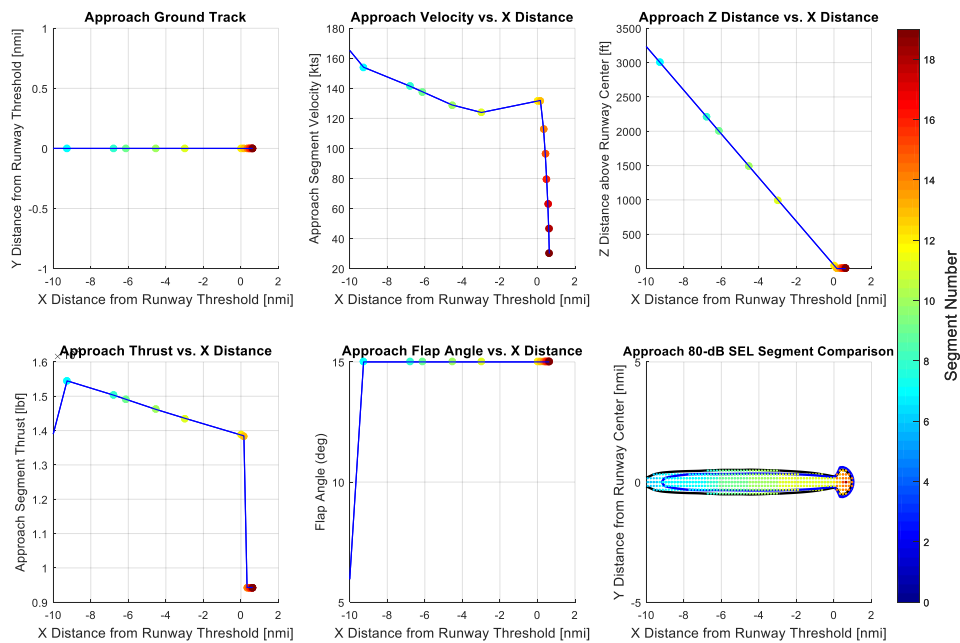 Approach Ground Track
Y Distance from Runway Threshold [nmi]
1
0.5
0
-0.5
-1
-10 -8 -6 -4 -2 0 2
X Distance from Runway Threshold [nmi]
Approach Velocity vs. X Distance
Approach Segment Velocity [kts]
180
160
140
120
100
80
60
40
20
-10 -8 -6 -4 -2 0 2
X Distance from Runway Threshold [nmi]
Approach Z Distance vs. X Distance
Z Distance above Runway Center [ft]
3500
3000
2500
2000
1500
1000
500
0
-10 -8 -6 -4 -2 0 2
X Distance from Runway Threshold [nmi]
Approach Thrust vs. X Distance
Approach Segment Thrust [lbf]
1.6
1.5
1.4
1.3
1.2
1.1
1
0.9
-10 -8 -6 -4 -2 0 2
X Distance from Runway Threshold [nmi]
Approach Flap Angle vs. X Distance
Flap Angle (deg)
15
10
5
-10 -8 -6 -4 -2 0 2
X Distance from Runway Threshold [nmi]
Approach 80-dB SEL Segment Comparison
Y Distance from Runway Center [nmi]
5
0
-5
-10 -8 -6 -4 -2 0 2
X Distance from Runway Threshold [nmi]
18
16
14
12
10
8
6
4
2
0
Segment Number